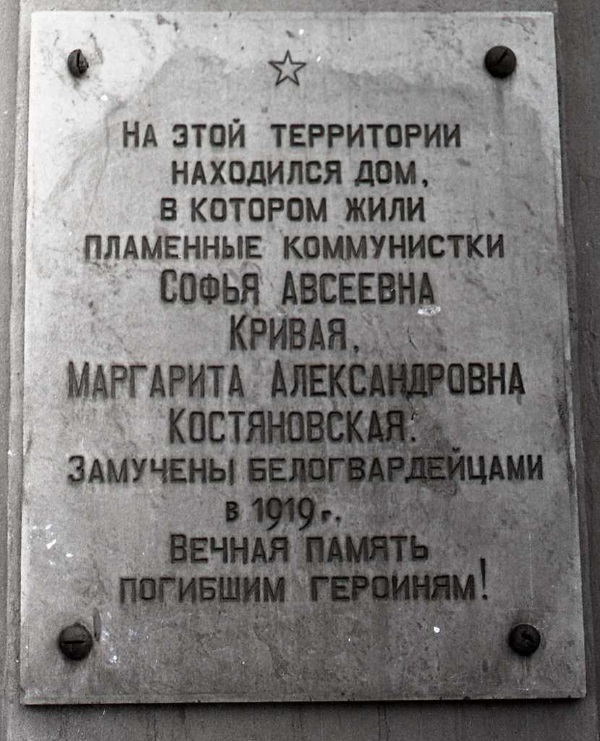 На этой территории
находился дом,
в котором жили
пламенные коммунистки
Софья Авсеевна
Кривая,
Маргарита Александровна
Костяновская.
Замучены белогвардейцами
в 1919 г.
Вечная память
погибшим героиням!